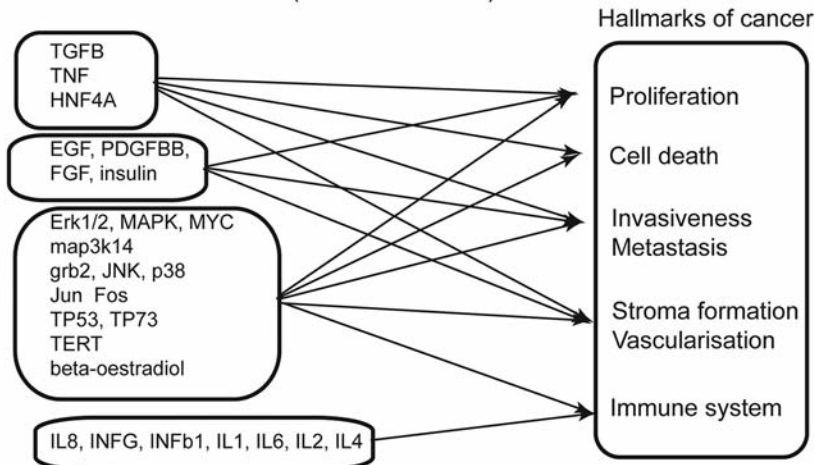 Hallmarks of cancer
TGFB
TNF
HNF4A
EGF, PDGFBB,
FGF, insulin
Erk1/2, MAPK, MYC
map3k14
grb2, JNK, p38
Jun Fos
TP53, TP73
TERT
beta-oestradiol
IL8, INFG, INFb1, IL1, IL6, IL2, IL4
Proliferation
Cell death
Invasiveness
Metastasis
Stroma formation
Vascularisation
Immune system